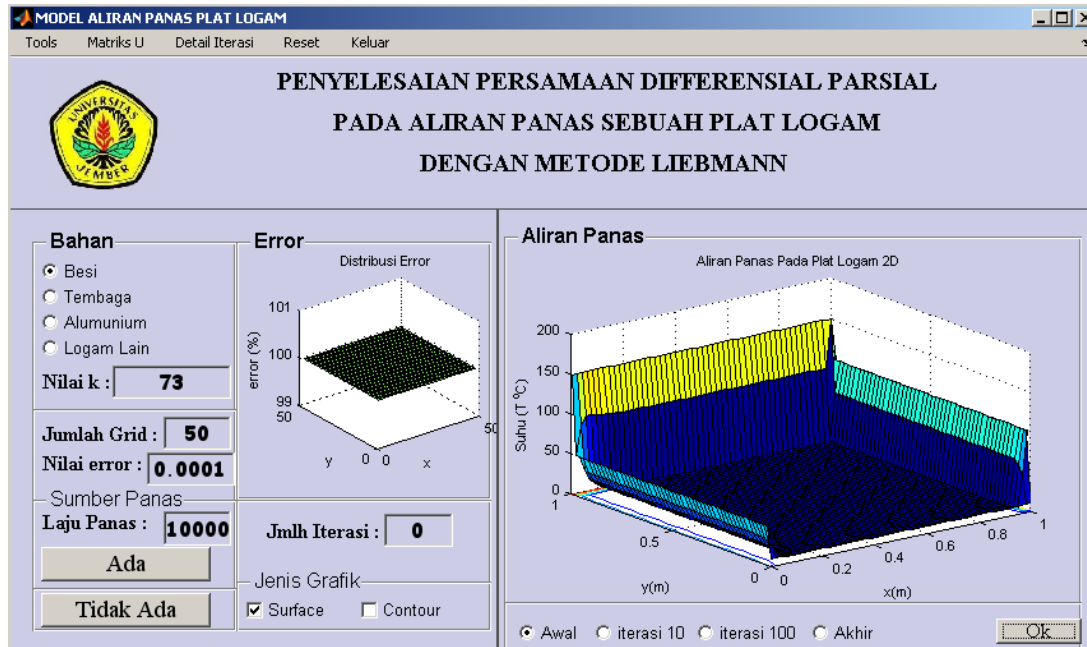 MODEL ALIRAN PANAS PLAT LOGAM
Tools Matriks U Detail Iterasi Reset Keluar
UNIVERSITAS
JEMBER
PENYELESAIAN PERSAMAAN DIFFERENSIAL PARSIAL
PADA ALIRAN PANAS SEBUAH PLAT LOGAM
DENGAN METODE LIEBMANN
Bahan
Besi
Tembaga
Alumunium
Logam Lain
Nilai k : 73
Jumlah Grid : 50
Nilai error : 0.0001
Sumber Panas
Laju Panas : 10000
Ada
Tidak Ada
Error
Distribusi Error
101
100
99
error (%)
50
y
0 0
x
50
Jmlh Iterasi : 0
Jenis Grafik
Surface Contour
Aliran Panas
Aliran Panas Pada Plat Logam 2D
200
150
100
50
0
Suhu (T °C)
1
0.5
0
y(m)
0
0.2
0.4
0.6
0.8
1
x(m)
Awal iterasi 10 iterasi 100 Akhir
Ok